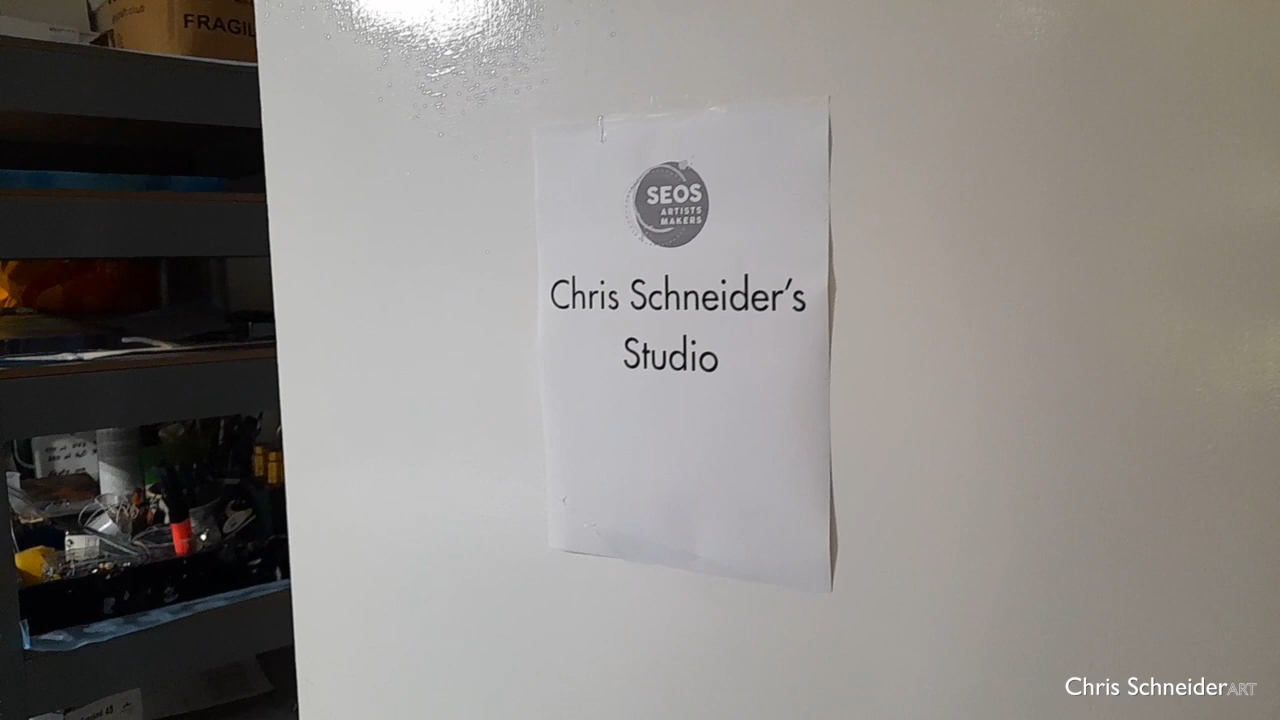 FRAGIL
SEOS
ARTISTS
MAKERS
Chris Schneider's
Studio
Chris SchneiderART